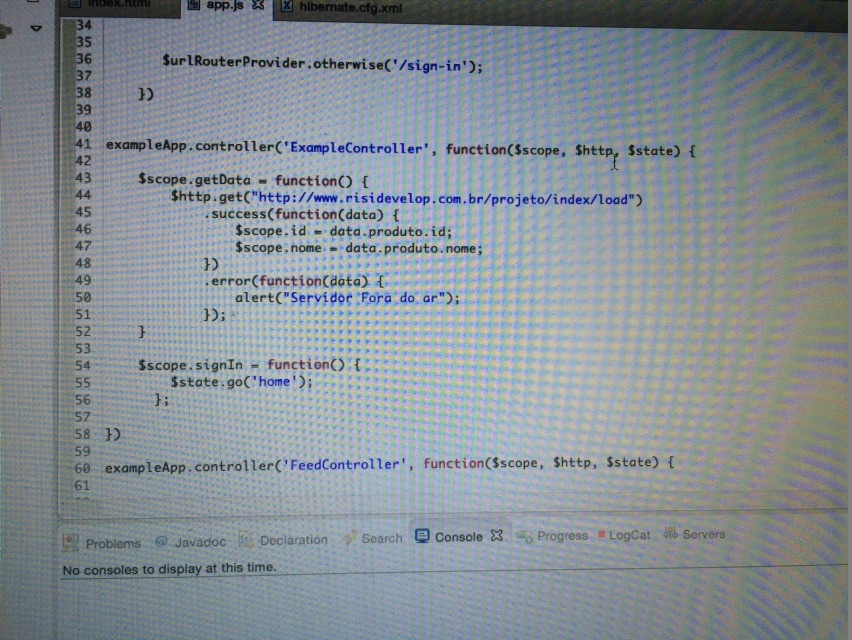 index.html app.js hibernate.cfg.xml
34
35
36 $urlRouterProvider.otherwise('/sign-in');
37
38 })
39
40
41 exampleApp.controller('ExampleController', function($scope, $http, $state) {
42
43 $scope.getData = function() {
44 $http.get("http://www.risidevelop.com.br/projeto/index/load")
45 .success(function(data) {
46 $scope.id = data.produto.id;
47 $scope.nome = data.produto.nome;
48 })
49 .error(function(data) {
50 alert("Servidor Fora do ar");
51 });
52 }
53
54 $scope.signIn = function() {
55 $state.go('home');
56 };
57
58 })
59
60 exampleApp.controller('FeedController', function($scope, $http, $state) {
61
Problems @ Javadoc Declaration Search Console Progress LogCat Servers
No consoles to display at this time.